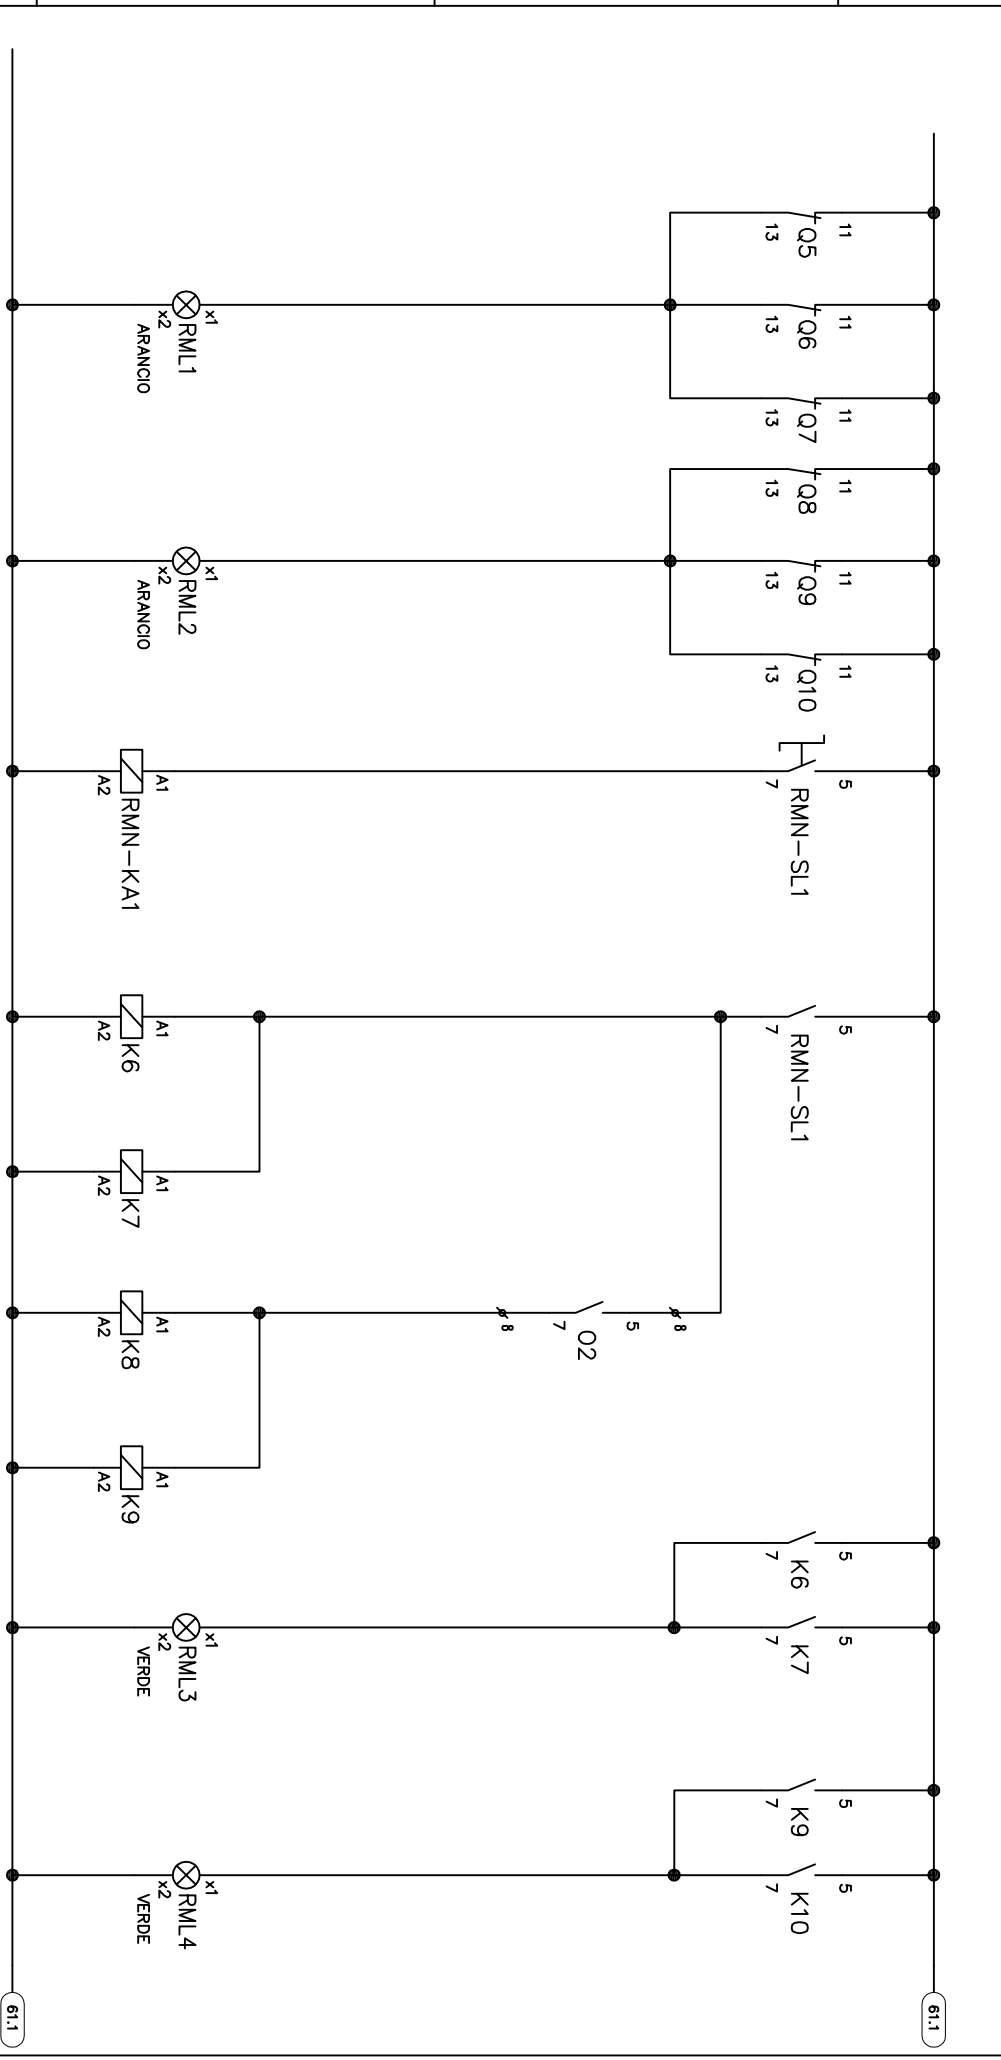 61.1
11
11
11
11
11
11
5
5
5
5
5
5
Q5
Q6
Q7
Q8
Q9
Q10
RMN-SL1
RMN-SL1
K6
K7
K9
K10
13
13
13
13
13
13
7
7
7
7
7
7
8
5
O2
7
8
x1
x1
x1
x1
RML1
RML2
RML3
RML4
x2
x2
A1
A1
A1
A1
A1
x2
x2
ARANCIO
ARANCIO
RMN-KA1
K6
K7
K8
K9
VERDE
VERDE
A2
A2
A2
A2
A2
61.1